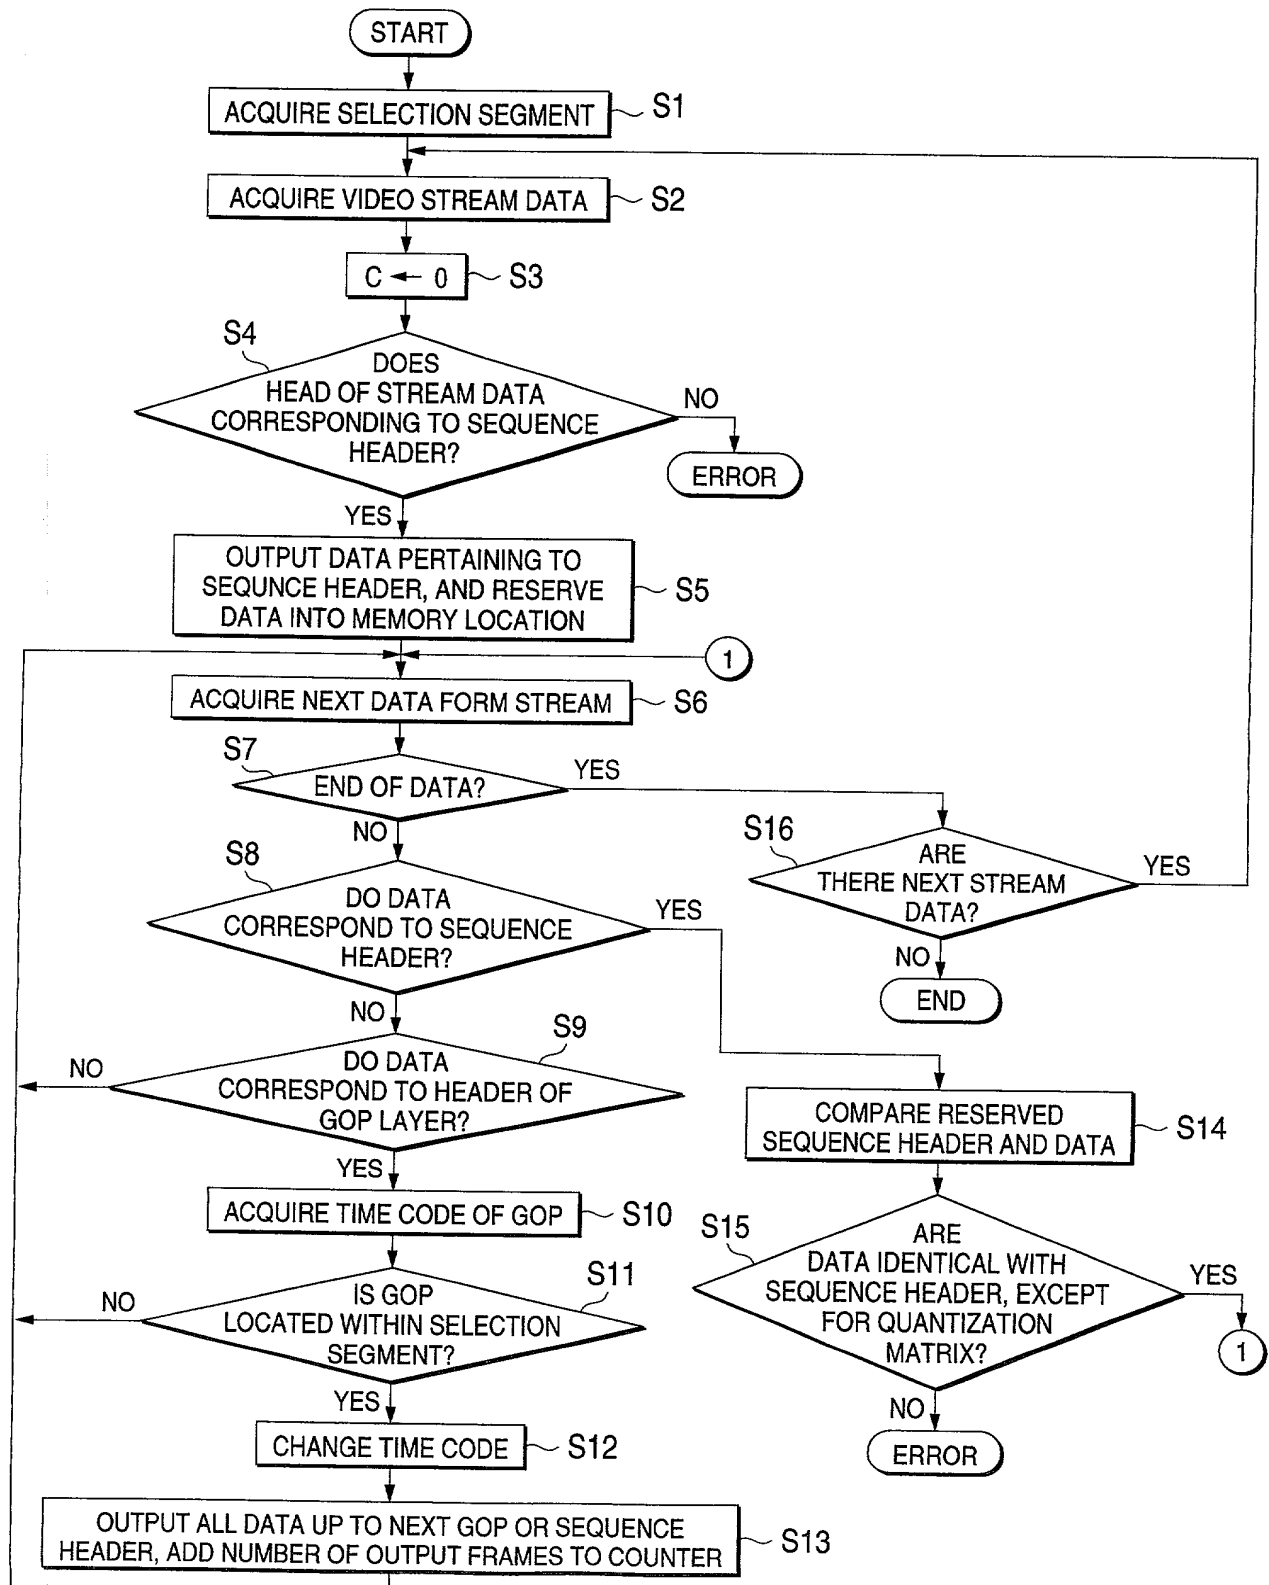 START
ACQUIRE SELECTION SEGMENT
S1
ACQUIRE VIDEO STREAM DATA
S2
C ← 0
S3
S4
DOES
HEAD OF STREAM DATA
CORRESPONDING TO SEQUENCE
HEADER?
NO
ERROR
YES
OUTPUT DATA PERTAINING TO
SEQUNCE HEADER, AND RESERVE
DATA INTO MEMORY LOCATION
S5
1
ACQUIRE NEXT DATA FORM STREAM
S6
S7
END OF DATA?
YES
NO
S16
ARE
THERE NEXT STREAM
DATA?
YES
NO
END
S8
DO DATA
CORRESPOND TO SEQUENCE
HEADER?
YES
NO
S9
DO DATA
CORRESPOND TO HEADER OF
GOP LAYER?
NO
YES
COMPARE RESERVED
SEQUENCE HEADER AND DATA
S14
ACQUIRE TIME CODE OF GOP
S10
S15
ARE
DATA IDENTICAL WITH
SEQUENCE HEADER, EXCEPT
FOR QUANTIZATION
MATRIX?
YES
1
NO
ERROR
S11
IS GOP
LOCATED WITHIN SELECTION
SEGMENT?
NO
YES
CHANGE TIME CODE
S12
OUTPUT ALL DATA UP TO NEXT GOP OR SEQUENCE
HEADER, ADD NUMBER OF OUTPUT FRAMES TO COUNTER
S13